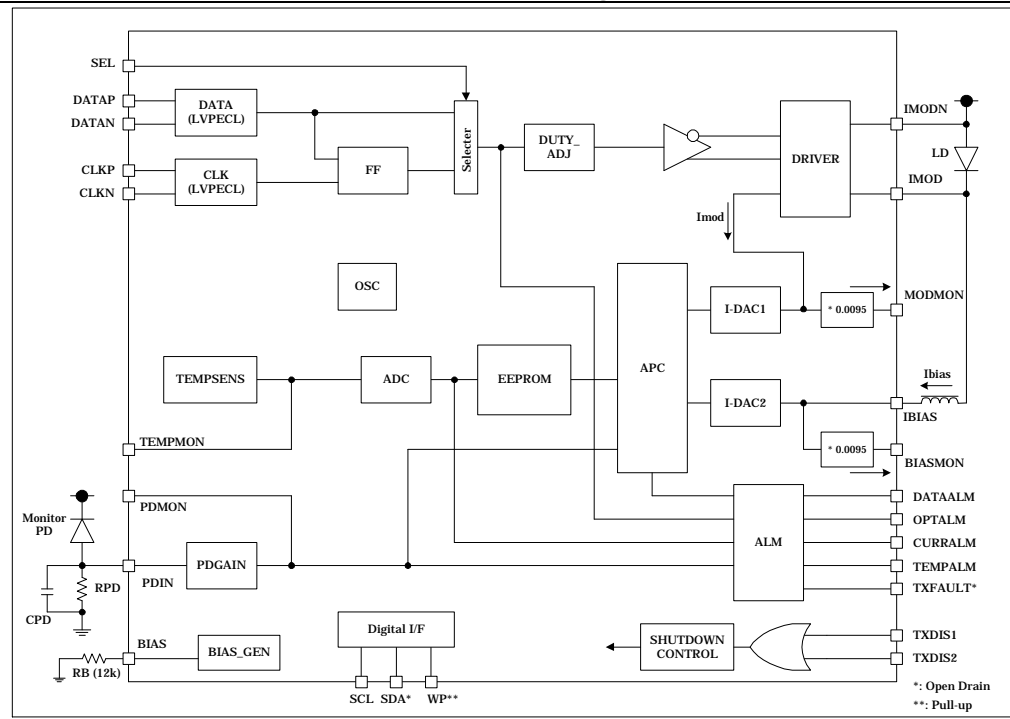 SEL
DATAP
DATAN
DATA
(LVPECL)
CLKP
CLKN
CLK
(LVPECL)
FF
Selecter
DUTY_
ADJ
DRIVER
IMODN
LD
IMOD
Imod
OSC
APC
I-DAC1
* 0.0095
MODMON
TEMPSENS
ADC
EEPROM
I-DAC2
Ibias
IBIAS
* 0.0095
BIASMON
TEMPMON
PDMON
Monitor
PD
PDIN
PDGAIN
RPD
CPD
ALM
DATAALM
OPTALM
CURRALM
TEMPALM
TXFAULT*
BIAS
BIAS_GEN
RB (12k)
Digital I/F
SCL
SDA*
WP**
SHUTDOWN
CONTROL
TXDIS1
TXDIS2
*: Open Drain
**: Pull-up